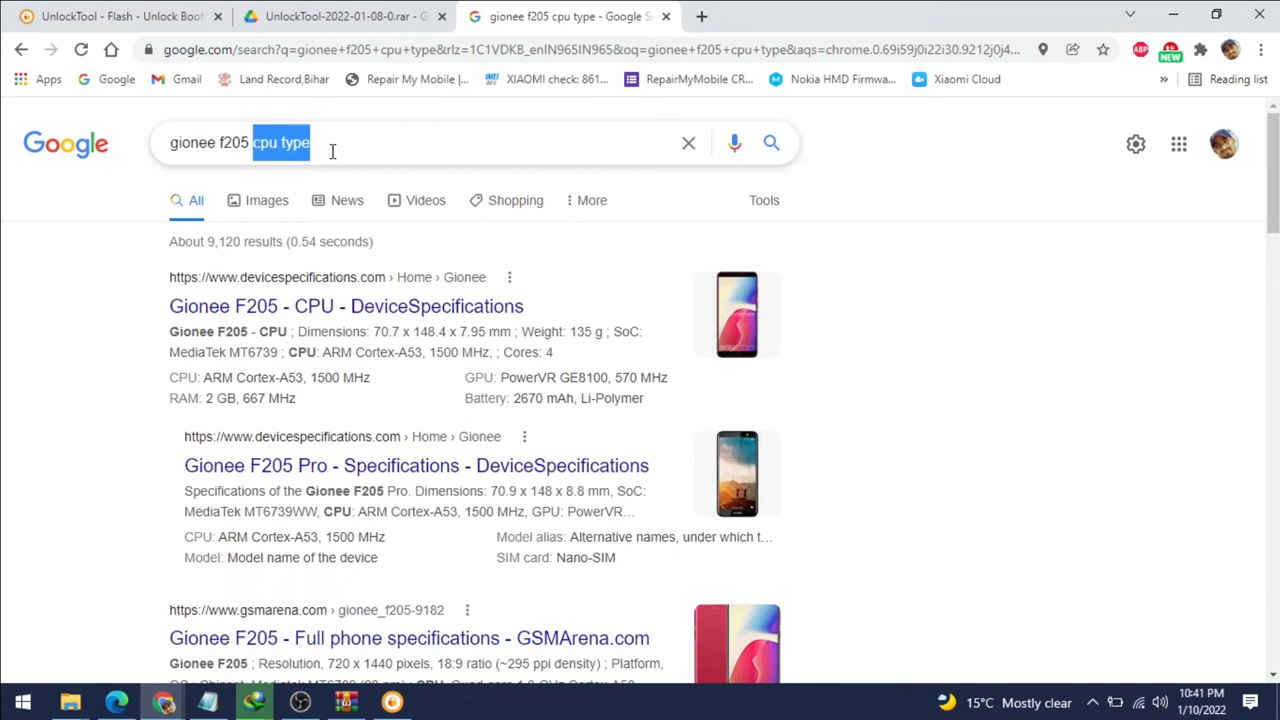 UnlockTool - Flash - Unlock Boot
UnlockTool-2022-01-08-0.rar - G
gionee f205 cpu type - Google S
google.com/search?q=gionee+f205+cpu+type&rlz=1C1VDKB_enIN965IN965&oq=gionee+f205+cpu+type&aqs=chrome.0.69i59j0i22i30.9212j0j4...
ABP
NEW
Apps
Google
Gmail
Land Record,Bihar
Repair My Mobile |...
XIAOMI check: 861...
RepairMyMobile CR...
Nokia HMD Firmwa...
Xiaomi Cloud
»
Reading list
Google
gionee f205 cpu type
All
Images
News
Videos
Shopping
More
Tools
About 9,120 results (0.54 seconds)
https://www.devicespecifications.com › Home › Gionee
Gionee F205 - CPU - DeviceSpecifications
Gionee F205 - CPU ; Dimensions: 70.7 x 148.4 x 7.95 mm ; Weight: 135 g ; SoC:
MediaTek MT6739 ; CPU: ARM Cortex-A53, 1500 MHz, ; Cores: 4
CPU: ARM Cortex-A53, 1500 MHz
GPU: PowerVR GE8100, 570 MHz
RAM: 2 GB, 667 MHz
Battery: 2670 mAh, Li-Polymer
https://www.devicespecifications.com › Home › Gionee
Gionee F205 Pro - Specifications - DeviceSpecifications
Specifications of the Gionee F205 Pro. Dimensions: 70.9 x 148 x 8.8 mm, SoC:
MediaTek MT6739WW, CPU: ARM Cortex-A53, 1500 MHz, GPU: PowerVR...
CPU: ARM Cortex-A53, 1500 MHz
Model alias: Alternative names, under which t...
Model: Model name of the device
SIM card: Nano-SIM
https://www.gsmarena.com › gionee_f205-9182
Gionee F205 - Full phone specifications - GSMArena.com
Gionee F205 ; Resolution, 720 x 1440 pixels, 18:9 ratio (~295 ppi density) ; Platform,
15°C Mostly clear
10:41 PM
1/10/2022